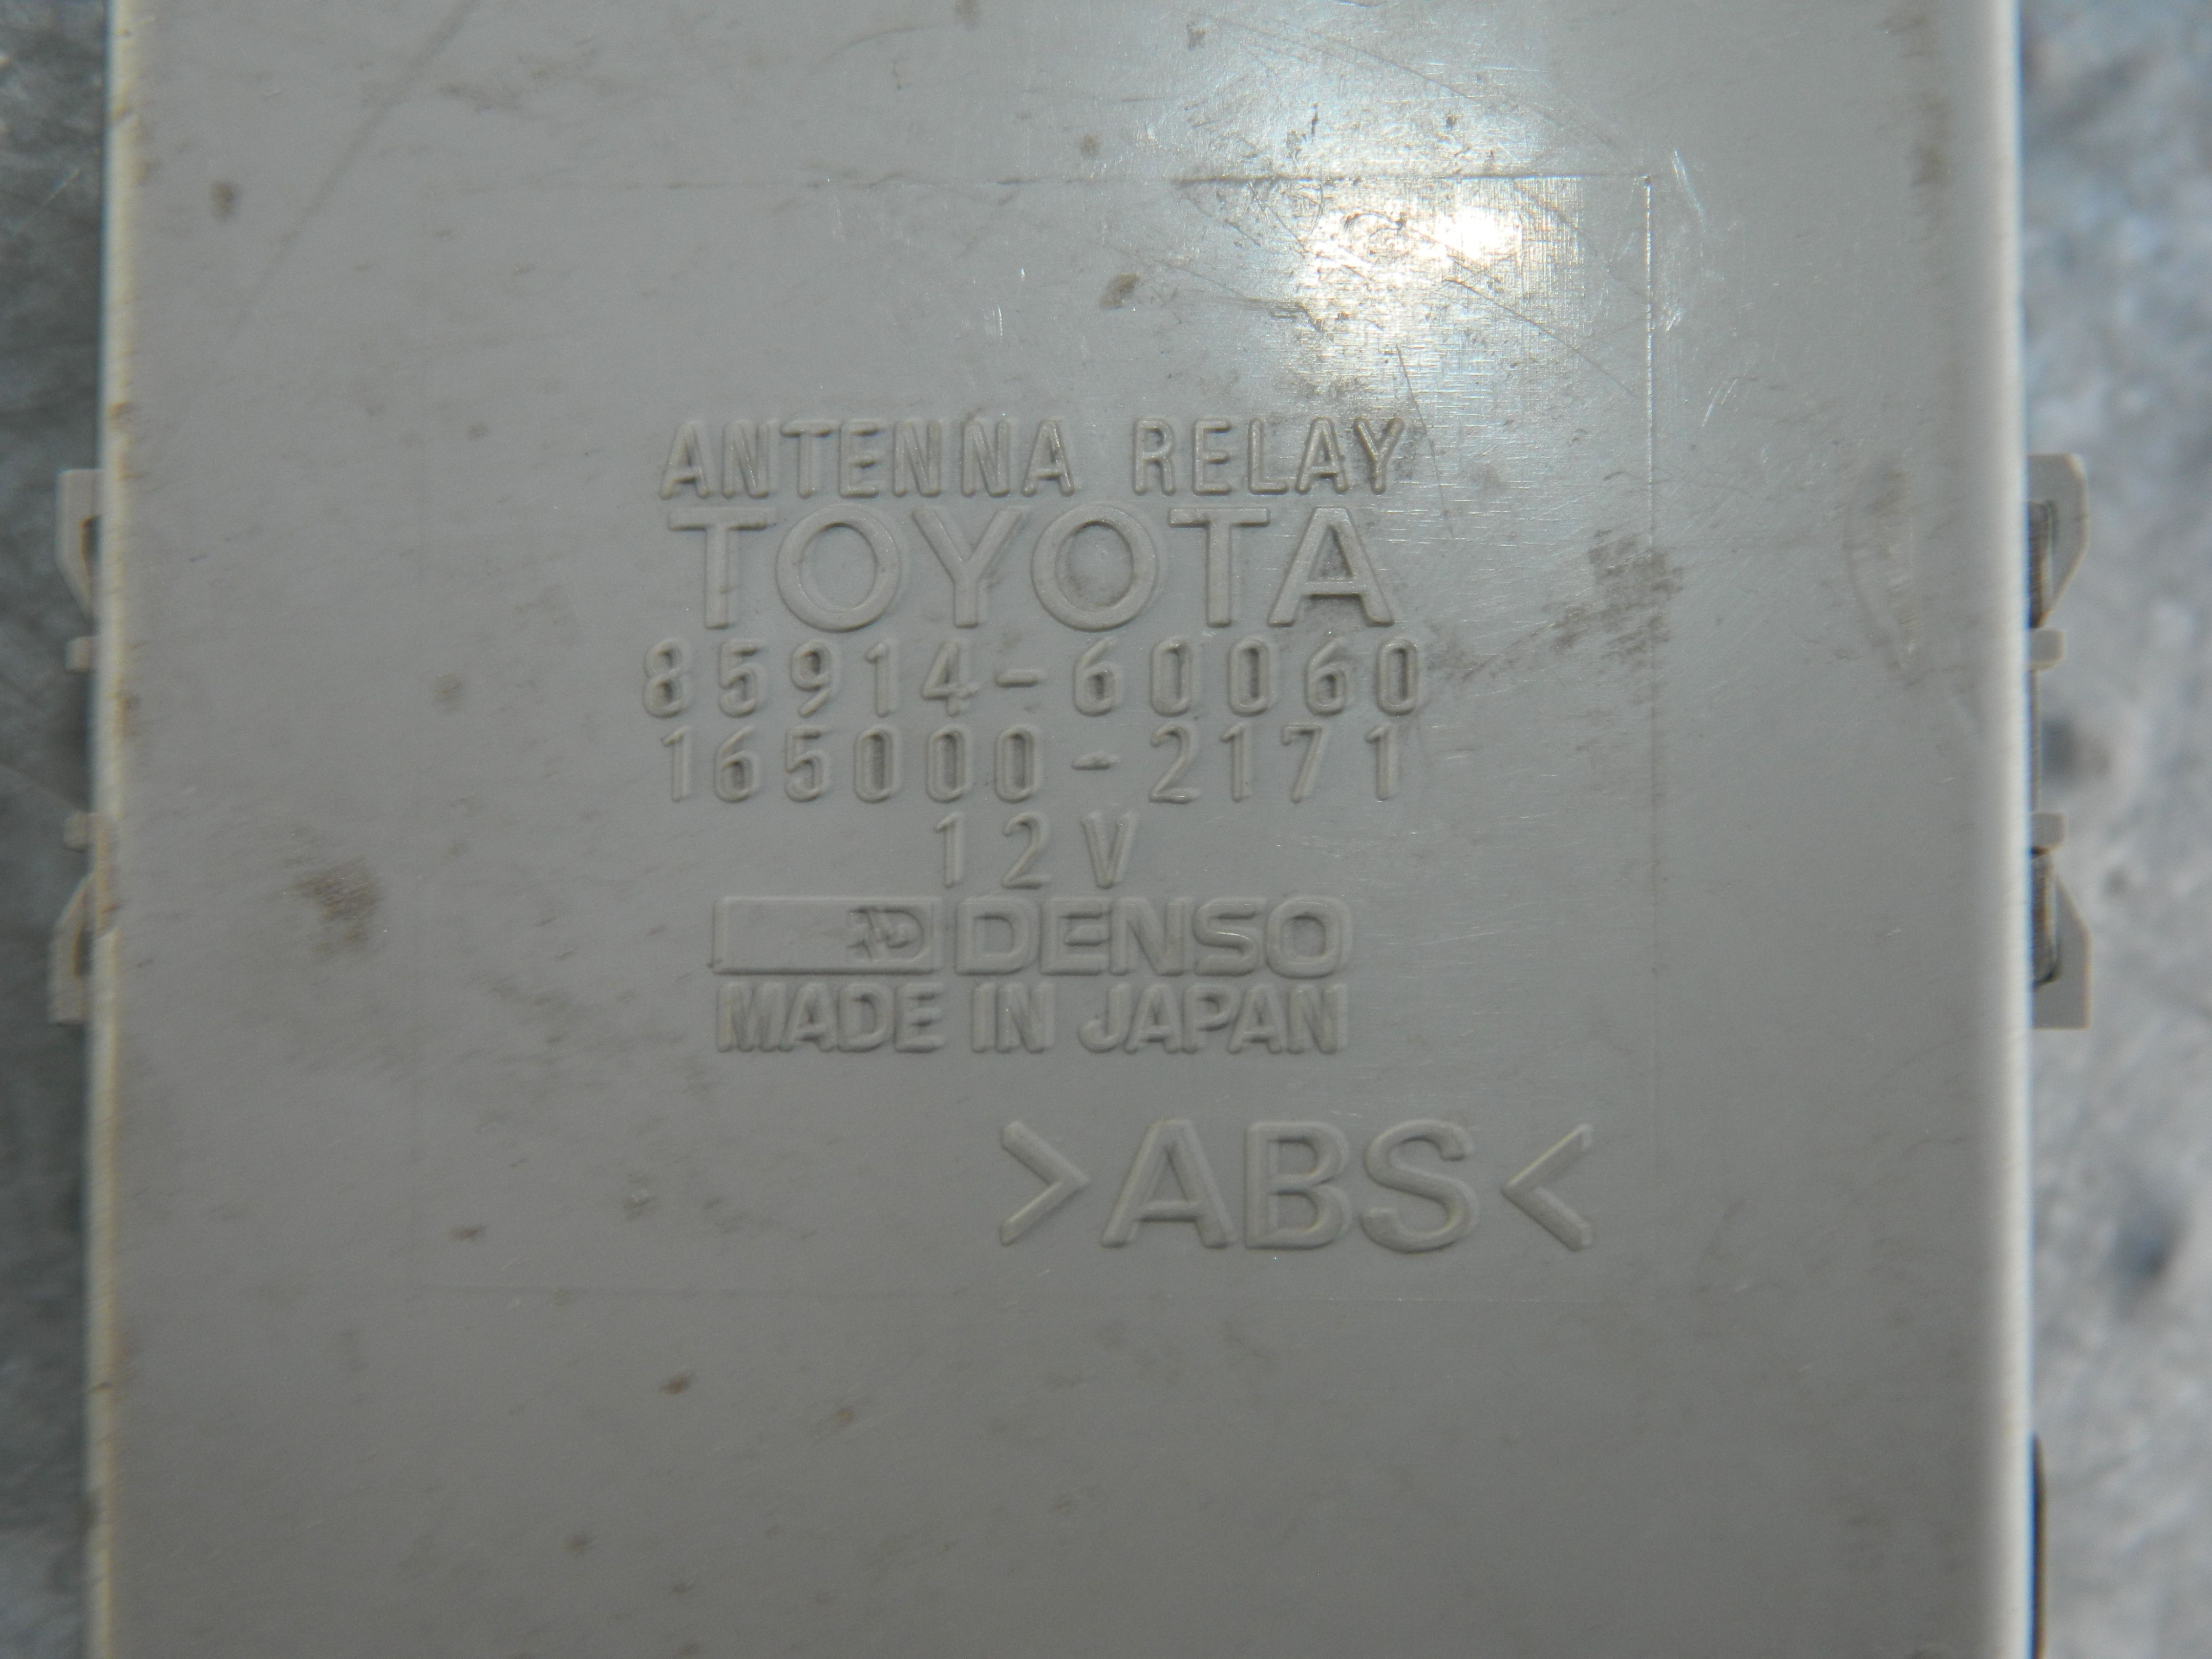 ANTENNA RELAY
TOYOTA
85914-60060
165000-2171
12V
DENSO
MADE IN JAPAN
>ABS<